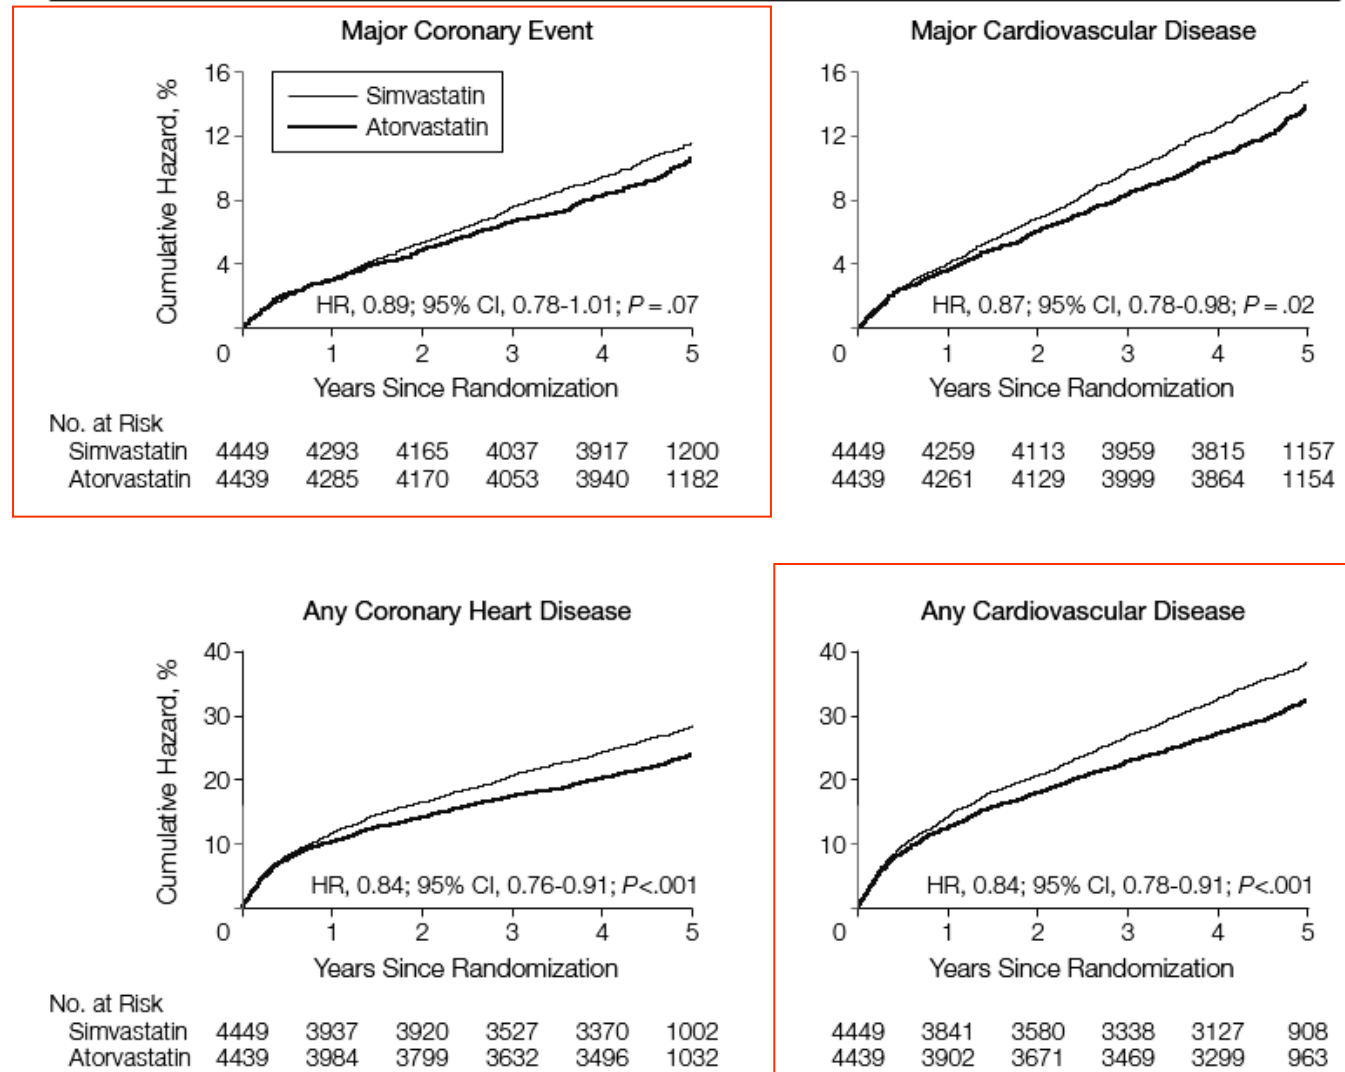 Major Coronary Event
16
12
8
4
Cumulative Hazard, %
Simvastatin
Atorvastatin
HR, 0.89; 95% CI, 0.78-1.01; P = .07
0 1 2 3 4 5
Years Since Randomization
No. at Risk
Simvastatin 4449 4293 4165 4037 3917 1200
Atorvastatin 4439 4285 4170 4053 3940 1182
Major Cardiovascular Disease
16
12
8
4
HR, 0.87; 95% CI, 0.78-0.98; P = .02
0 1 2 3 4 5
Years Since Randomization
4449 4259 4113 3959 3815 1157
4439 4261 4129 3999 3864 1154
Any Coronary Heart Disease
40
30
20
10
Cumulative Hazard, %
HR, 0.84; 95% CI, 0.76-0.91; P<.001
0 1 2 3 4 5
Years Since Randomization
No. at Risk
Simvastatin 4449 3937 3920 3527 3370 1002
Atorvastatin 4439 3984 3799 3632 3496 1032
Any Cardiovascular Disease
40
30
20
10
HR, 0.84; 95% CI, 0.78-0.91; P<.001
0 1 2 3 4 5
Years Since Randomization
4449 3841 3580 3338 3127 908
4439 3902 3671 3469 3299 963